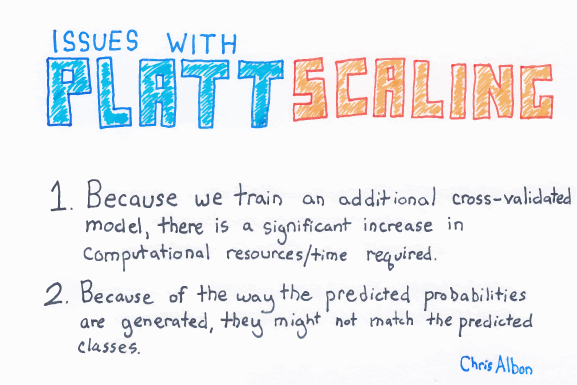 ISSUES WITH
PLATT SCALING
1. Because we train an additional cross-validated
model, there is a significant increase in
Computational resources/time required.
2. Because of the way the predicted probabilities
are generated, they might not match the predicted
classes.
Chris Albon